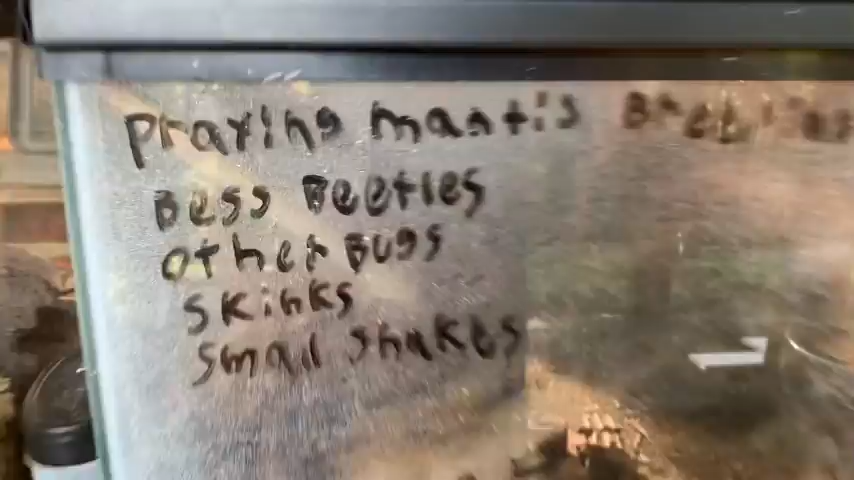 Praying mantis
Bess Beetles
other Bugs
skinks
small snakes